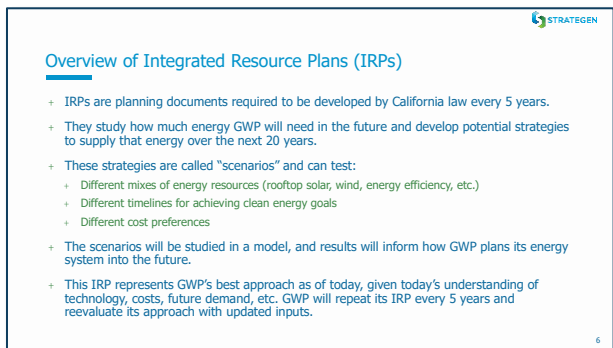 STRATEGEN
Overview of Integrated Resource Plans (IRPs)
+ IRPs are planning documents required to be developed by California law every 5 years.
+ They study how much energy GWP will need in the future and develop potential strategies
to supply that energy over the next 20 years.
+ These strategies are called “scenarios” and can test:
+ Different mixes of energy resources (rooftop solar, wind, energy efficiency, etc.)
+ Different timelines for achieving clean energy goals
+ Different cost preferences
+ The scenarios will be studied in a model, and results will inform how GWP plans its energy
system into the future.
+ This IRP represents GWP’s best approach as of today, given today’s understanding of
technology, costs, future demand, etc. GWP will repeat its IRP every 5 years and
reevaluate its approach with updated inputs.
6